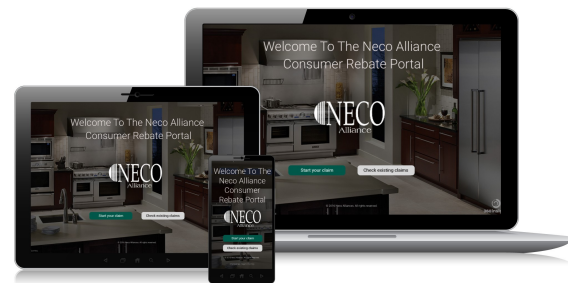 Welcome To The Neco Alliance
Consumer Rebate Portal
NECO
Alliance
Start your claim
Check existing claims
Welcome To The Neco Alliance
Consumer Rebate Portal
NECO
Alliance
Start your claim
Check existing claims
Welcome To The
Neco Alliance
Consumer
Rebate Portal
NECO
Alliance
Start your claim
Check existing claims